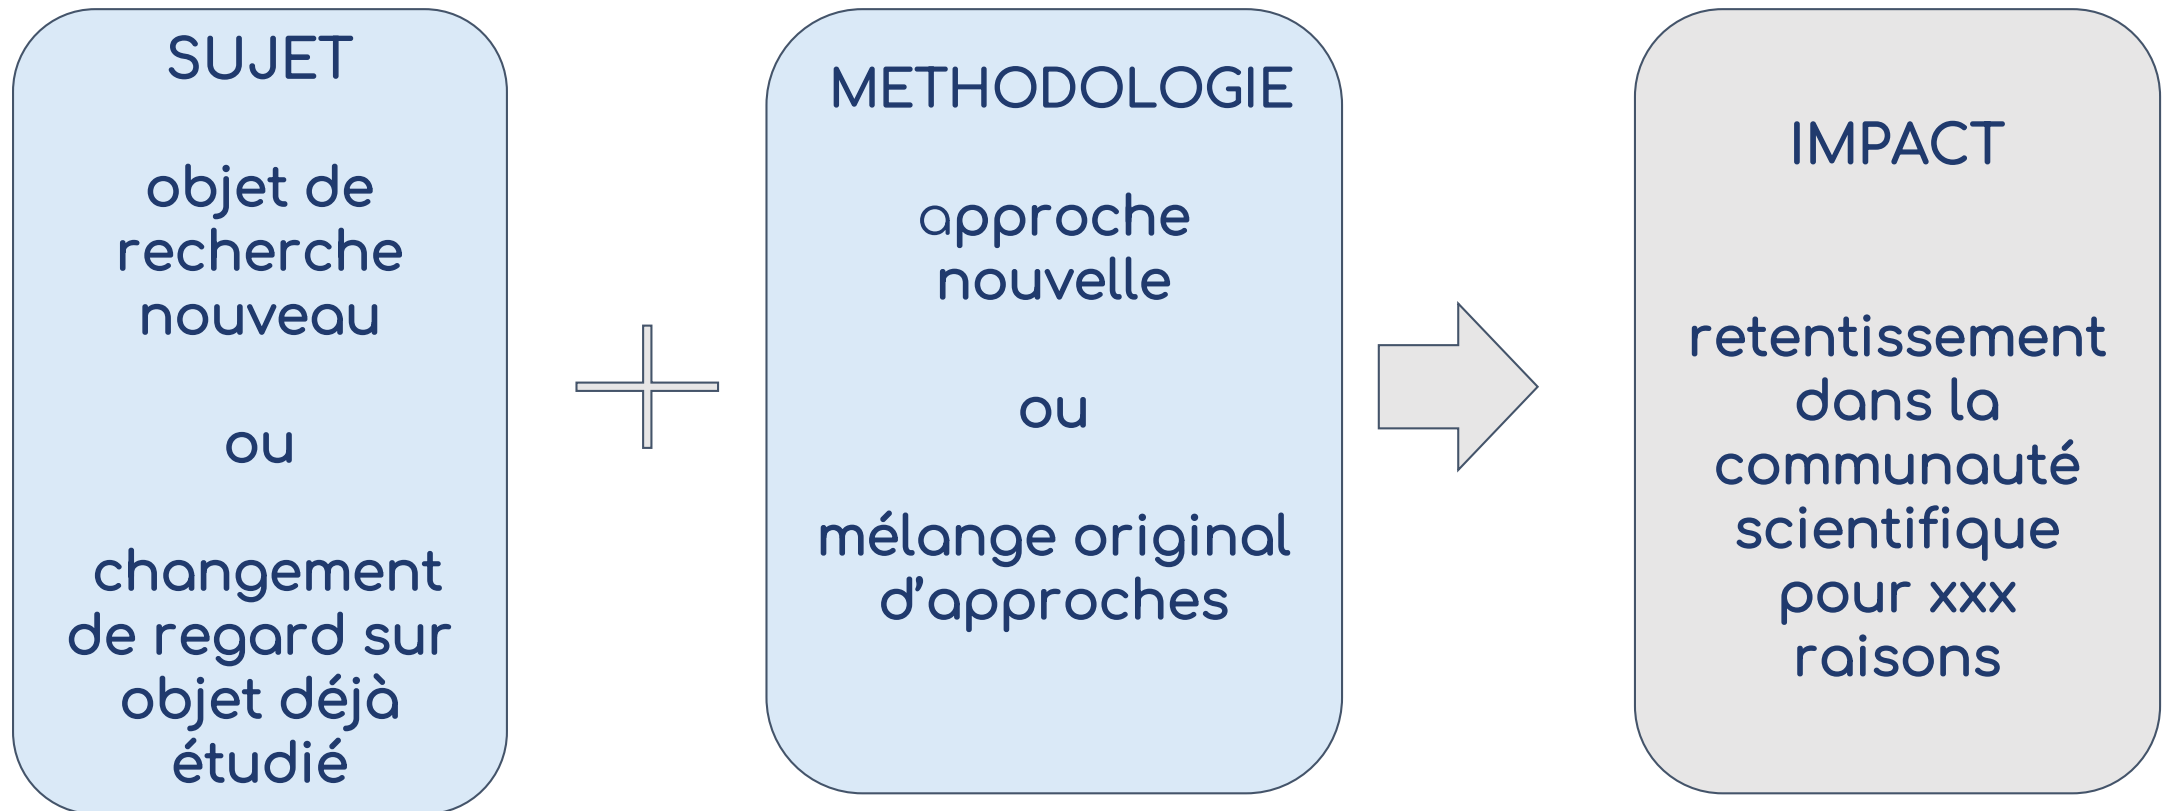 SUJET
objet de
recherche
nouveau
ou
changement
de regard sur
objet déjà
étudié
METHODOLOGIE
approche
nouvelle
ou
mélange original
d’approches
IMPACT
retentissement
dans la
communauté
scientifique
pour xxx
raisons